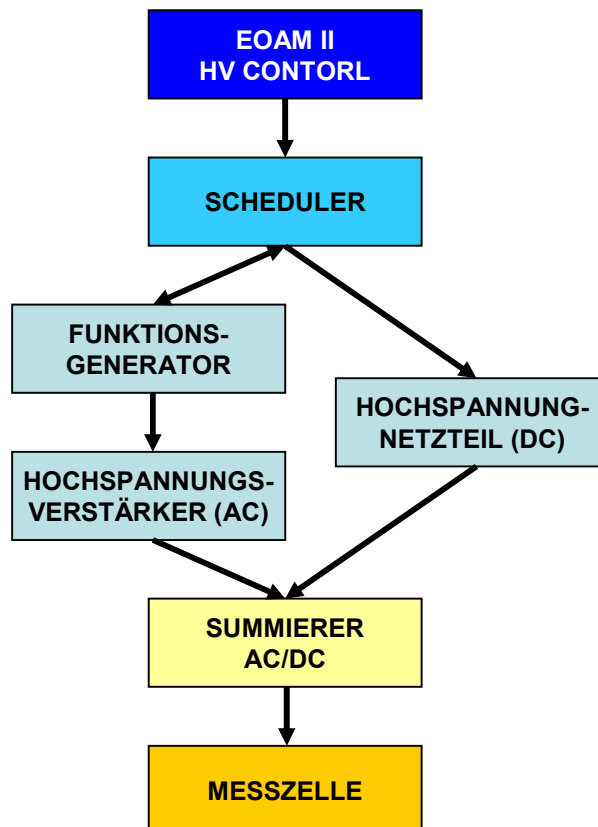 EOAM II
HV CONTORL
SCHEDULER
FUNKTIONS-
GENERATOR
HOCHSPANNUNG-
NETZTEIL (DC)
HOCHSPANNUNGS-
VERSTÄRKER (AC)
SUMMIERER
AC/DC
MESSZELLE